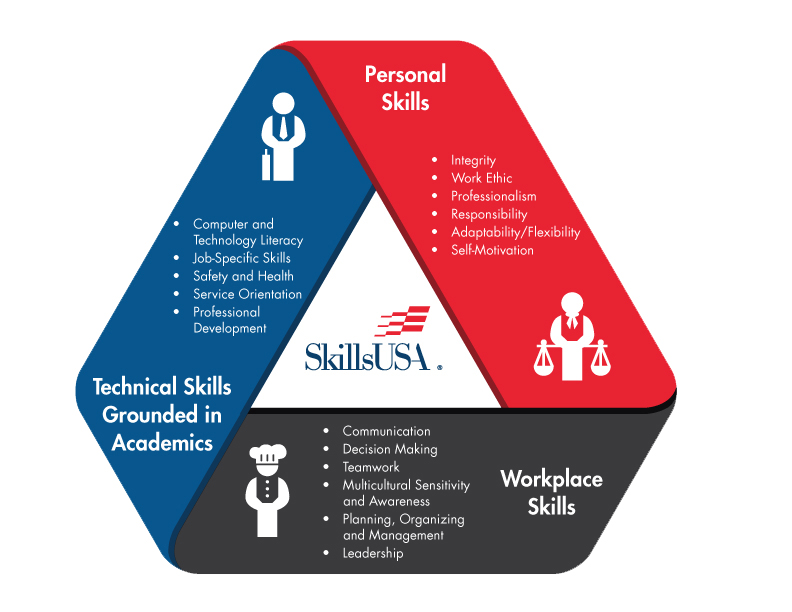 Personal
Skills
• Integrity
• Work Ethic
• Professionalism
• Responsibility
• Adaptability/Flexibility
• Self-Motivation
• Computer and
Technology Literacy
• Job-Specific Skills
• Safety and Health
• Service Orientation
• Professional
Development
SkillsUSA®
Technical Skills
Grounded in
Academics
• Communication
• Decision Making
• Teamwork
• Multicultural Sensitivity
and Awareness
• Planning, Organizing
and Management
• Leadership
Workplace
Skills